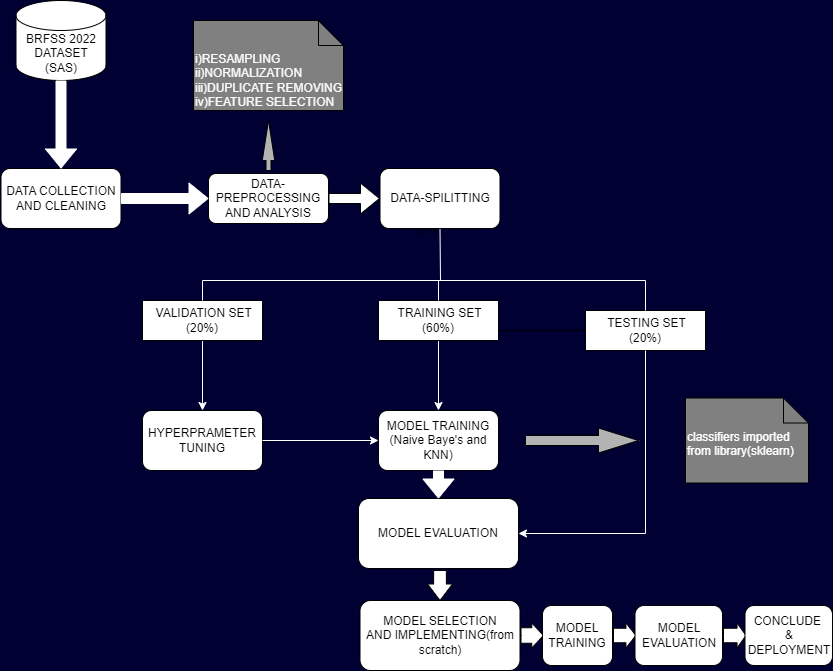 BRFSS 2022
DATASET
(SAS)
i)RESAMPLING
ii)NORMALIZATION
iii)DUPLICATE REMOVING
iv)FEATURE SELECTION
DATA COLLECTION
AND CLEANING
DATA-
PREPROCESSING
AND ANALYSIS
DATA-SPILITTING
VALIDATION SET
(20%)
TRAINING SET
(60%)
TESTING SET
(20%)
HYPERPRAMETER
TUNING
MODEL TRAINING
(Naive Baye's and
KNN)
classifiers imported
from library(sklearn)
MODEL EVALUATION
MODEL SELECTION
AND IMPLEMENTING(from
scratch)
MODEL
TRAINING
MODEL
EVALUATION
CONCLUDE
&
DEPLOYMENT